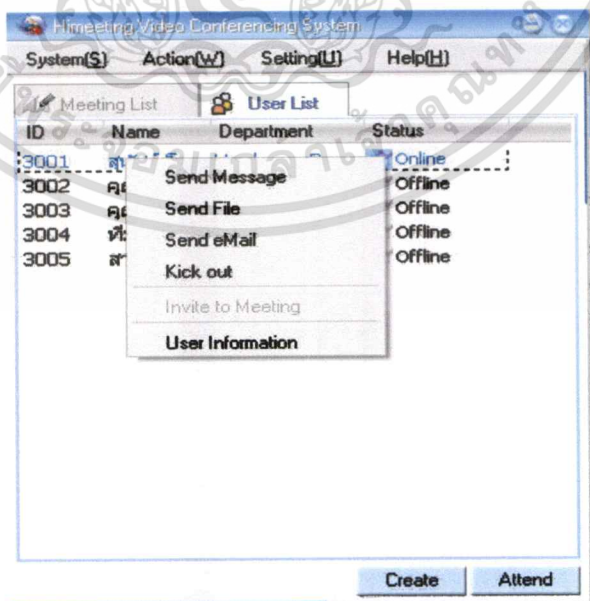 Himeeting Video Conferencing System
System[S] Action[W] Setting[U] Help[H]
Meeting List User List
ID Name Department Status
3001 Online
3002 Offline
3003 Offline
3004 Offline
3005 Offline
Send Message
Send File
Send eMail
Kick out
Invite to Meeting
User Information
Create Attend